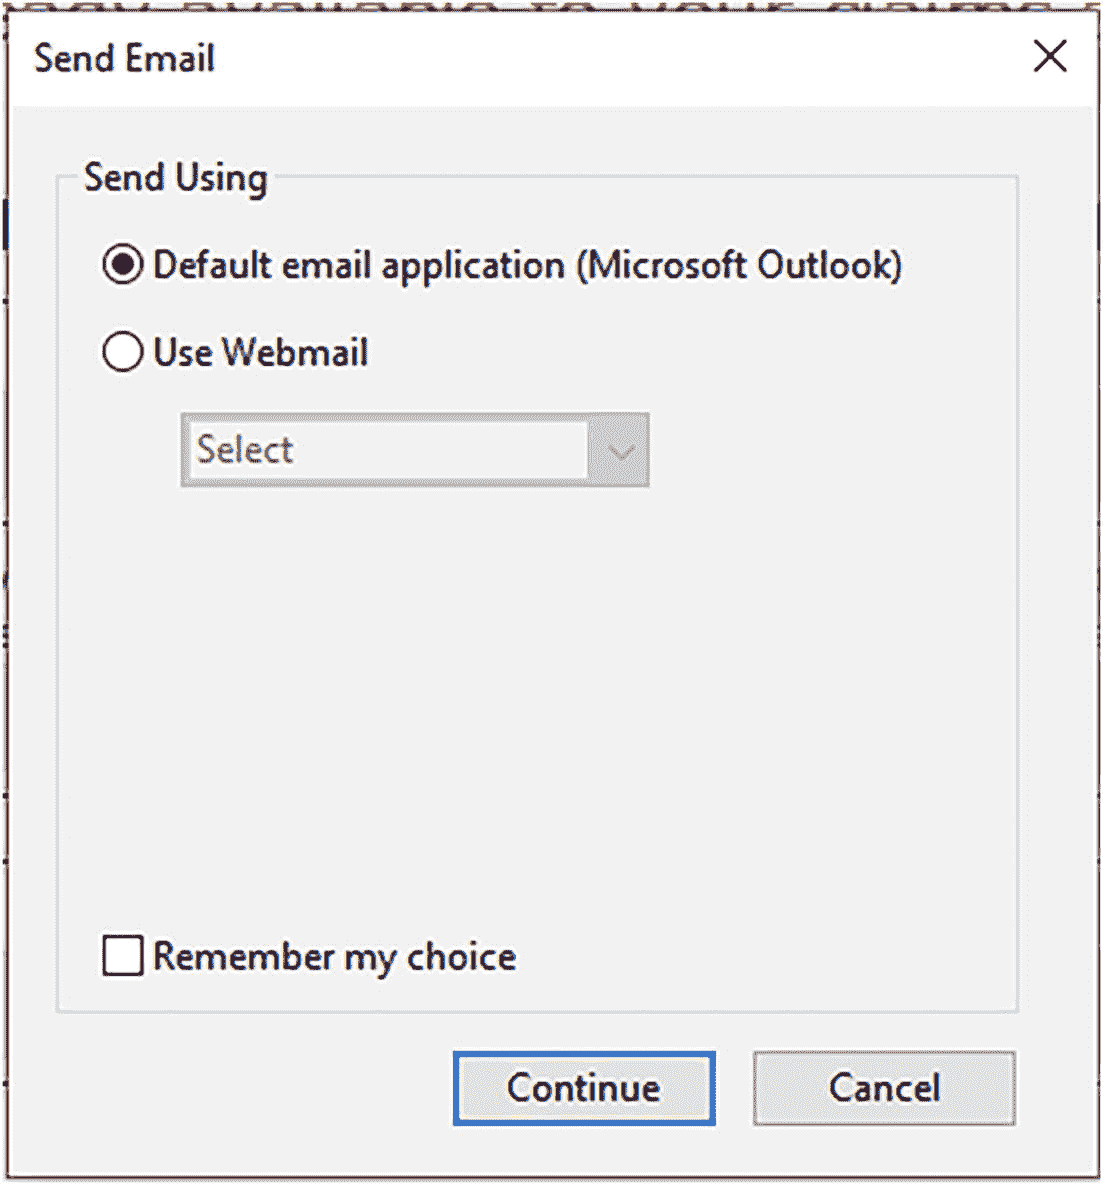 Send Email
Send Using
Default email application (Microsoft Outlook)
Use Webmail
Select
Remember my choice
Continue
Cancel